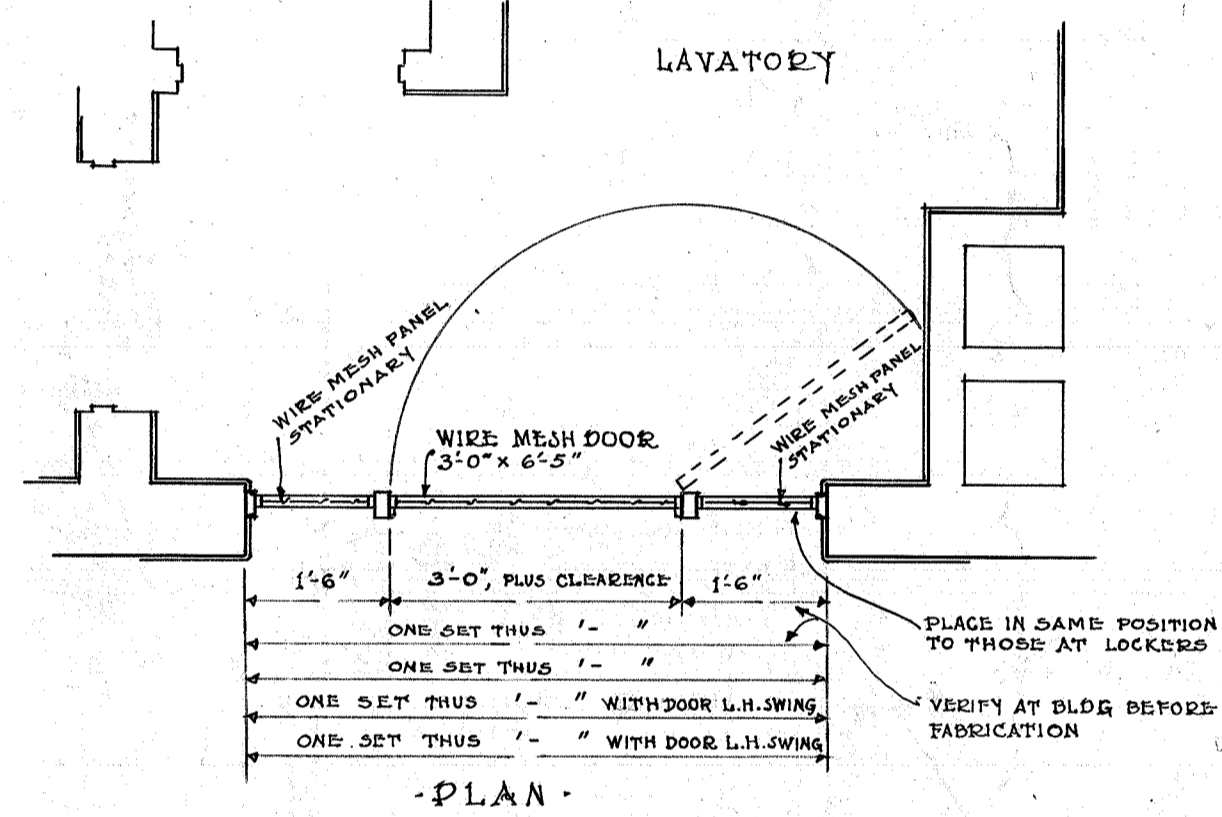 LAVATORY
WIRE MESH PANEL
STATIONARY
WIRE MESH DOOR
3'-0" x 6'-5"
WIRE MESH PANEL
STATIONARY
1'-6"
3'-0", PLUS CLEARENCE
1'-6"
ONE SET THUS '- "
ONE SET THUS '- "
ONE SET THUS '- " WITH DOOR L.H. SWING
ONE SET THUS '- " WITH DOOR L.H. SWING
PLACE IN SAME POSITION
TO THOSE AT LOCKERS
VERIFY AT BLDG BEFORE
FABRICATION
-PLAN-